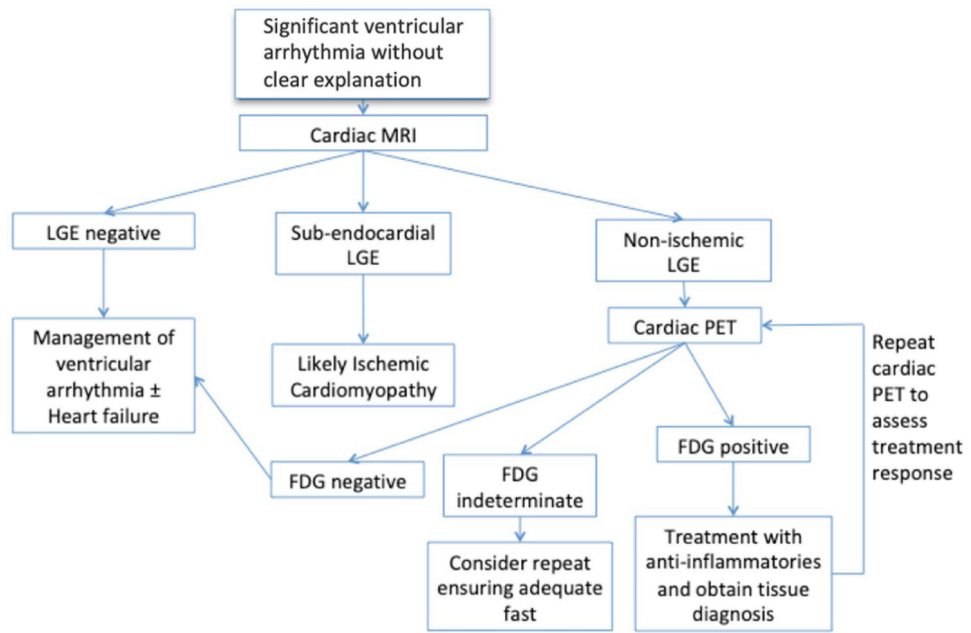 Significant ventricular
arrhythmia without
clear explanation
Cardiac MRI
LGE negative
Sub-endocardial
LGE
Non-ischemic
LGE
Management of
ventricular
arrhythmia ±
Heart failure
Likely Ischemic
Cardiomyopathy
Cardiac PET
Repeat
cardiac
PET to
assess
treatment
response
FDG negative
FDG
indeterminate
FDG positive
Consider repeat
ensuring adequate
fast
Treatment with
anti-inflammatories
and obtain tissue
diagnosis